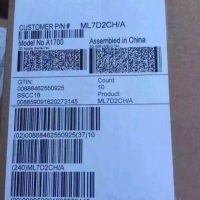 CUSTOMER P/N # ML7D2CH/A
Model No. A1700
Assembled in China
GTIN:
00888462550925
Count
10
SSCC18
Product
008859091620273145
ML7D2CH/A
(02)00888462550925(37)10
(240)ML7D2CH/A